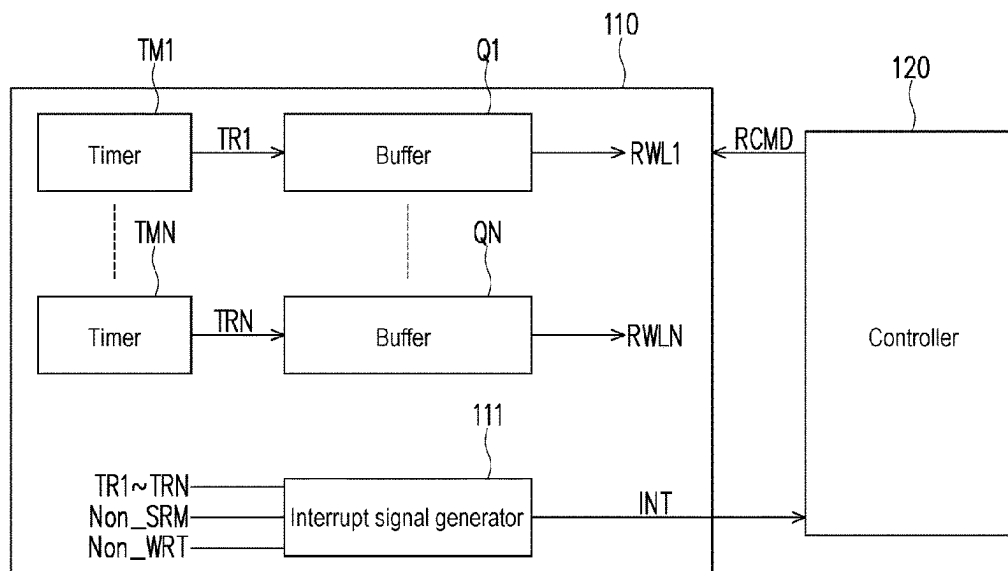 110
TM1
Q1
120
Timer
TR1
Buffer
RWL1
RCMD
TMN
QN
Timer
TRN
Buffer
RWLN
Controller
111
TR1~TRN
Non_SRM
Non_WRT
Interrupt signal generator
INT